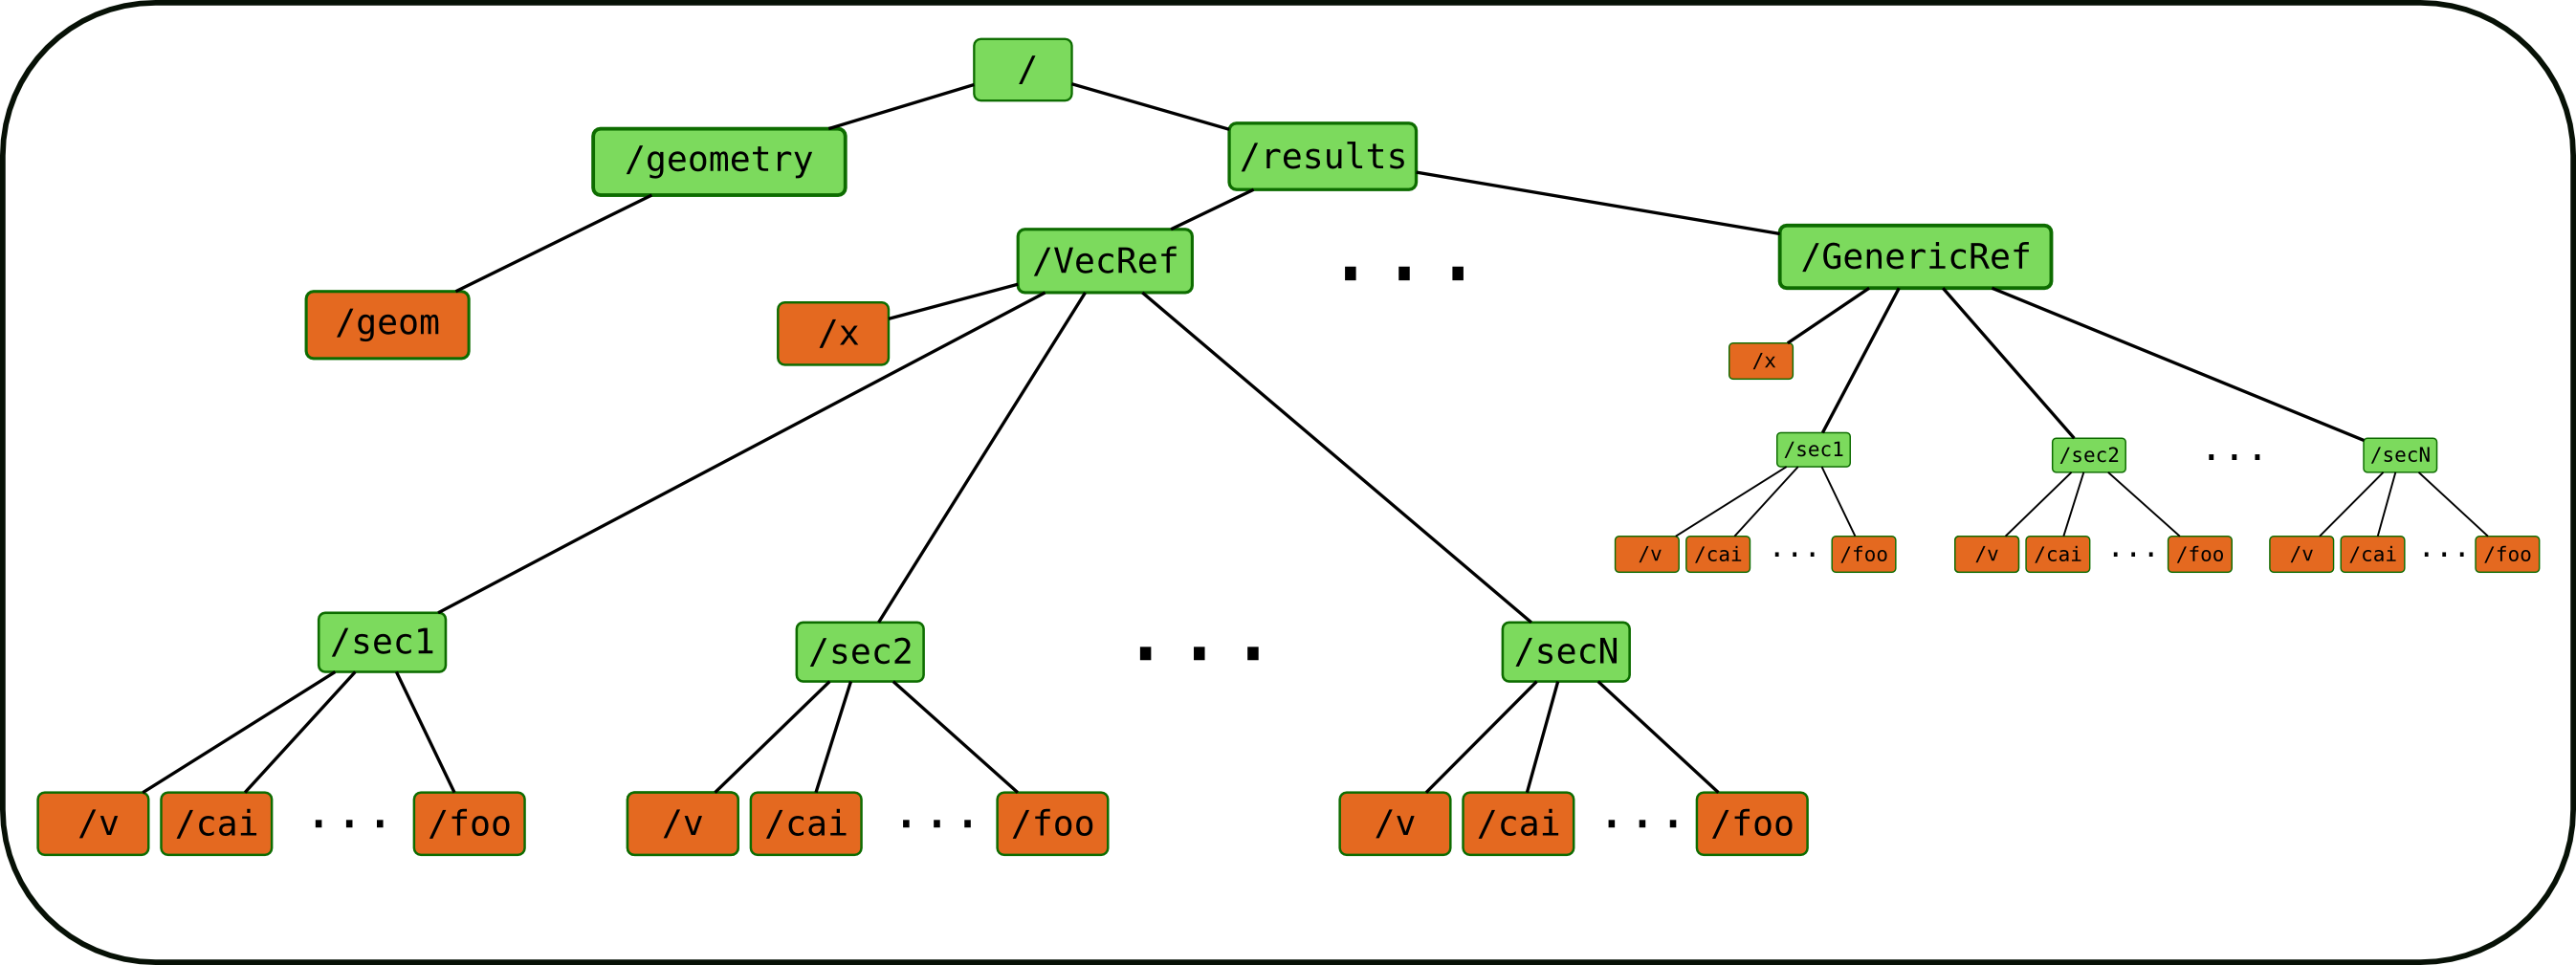 /
/geometry
/results
/VecRef
. . .
/GenericRef
/geom
/x
/x
/sec1
/sec2
...
/secN
/v
/cai
...
/foo
/v
/cai
...
/foo
/v
/cai
...
/foo
/sec1
/sec2
. . .
/secN
/v
/cai
...
/foo
/v
/cai
...
/foo
/v
/cai
...
/foo